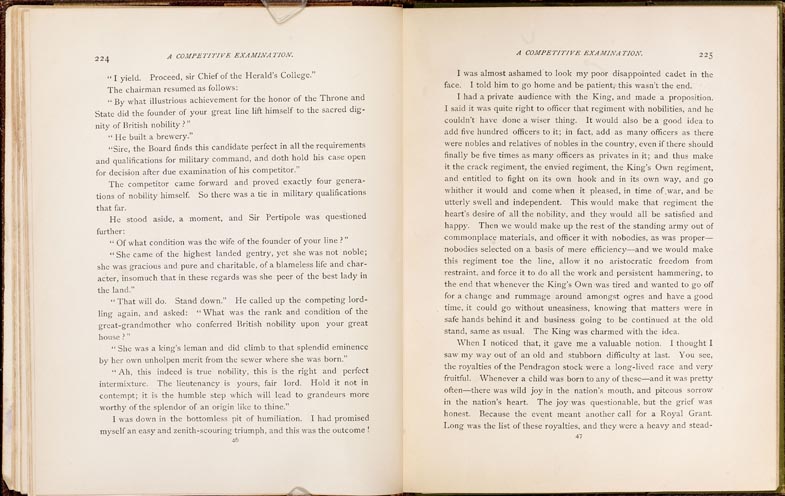 224
A COMPETITIVE EXAMINATION.
"I yield. Proceed, sir Chief of the Herald's College."
The chairman resumed as follows:
"By what illustrious achievement for the honor of the Throne and
State did the founder of your great line lift himself to the sacred dig-
nity of British nobility?"
"He built a brewery."
"Sire, the Board finds this candidate perfect in all the requirements
and qualifications for military command, and doth hold his case open
for decision after due examination of his competitor."
The competitor came forward and proved exactly four genera-
tions of nobility himself. So there was a tie in military qualifications
that far.
He stood aside, a moment, and Sir Pertipole was questioned
further:
"Of what condition was the wife of the founder of your line?"
"She came of the highest landed gentry, yet she was not noble;
she was gracious and pure and charitable, of a blameless life and char-
acter, insomuch that in these regards was she peer of the best lady in
the land."
"That will do. Stand down." He called up the competing lord-
ling again, and asked: "What was the rank and condition of the
great-grandmother who conferred British nobility upon your great
house?"
"She was a king's leman and did climb to that splendid eminence
by her own unholpen merit from the sewer where she was born."
"Ah, this indeed is true nobility, this is the right and perfect
intermixture. The lieutenancy is yours, fair lord. Hold it not in
contempt; it is the humble step which will lead to grandeurs more
worthy of the splendor of an origin like to thine."
I was down in the bottomless pit of humiliation. I had promised
myself an easy and zenith-scouring triumph, and this was the outcome!
46
A COMPETITIVE EXAMINATION.
225
I was almost ashamed to look my poor disappointed cadet in the
face. I told him to go home and be patient, this wasn't the end.
I had a private audience with the King, and made a proposition.
I said it was quite right to officer that regiment with nobilities, and he
couldn't have done a wiser thing. It would also be a good idea to
add five hundred officers to it; in fact, add as many officers as there
were nobles and relatives of nobles in the country, even if there should
finally be five times as many officers as privates in it; and thus make
it the crack regiment, the envied regiment, the King's Own regiment,
and entitled to fight on its own hook and in its own way, and go
whither it would and come when it pleased, in time of war, and be
utterly swell and independent. This would make that regiment the
heart's desire of all the nobility, and they would all be satisfied and
happy. Then we would make up the rest of the standing army out of
commonplace materials, and officer it with nobodies, as was proper—
nobodies selected on a basis of mere efficiency—and we would make
this regiment toe the line, allow it no aristocratic freedom from
restraint, and force it to do all the work and persistent hammering, to
the end that whenever the King's Own was tired and wanted to go off
for a change and rummage around amongst ogres and have a good
time, it could go without uneasiness, knowing that matters were in
safe hands behind it and business going to be continued at the old
stand, same as usual. The King was charmed with the idea.
When I noticed that, it gave me a valuable notion. I thought I
saw my way out of an old and stubborn difficulty at last. You see,
the royalties of the Pendragon stock were a long-lived race and very
fruitful. Whenever a child was born to any of these—and it was pretty
often—there was wild joy in the nation's mouth, and piteous sorrow
in the nation's heart. The joy was questionable, but the grief was
honest. Because the event meant another call for a Royal Grant.
Long was the list of these royalties, and they were a heavy and stead-
47